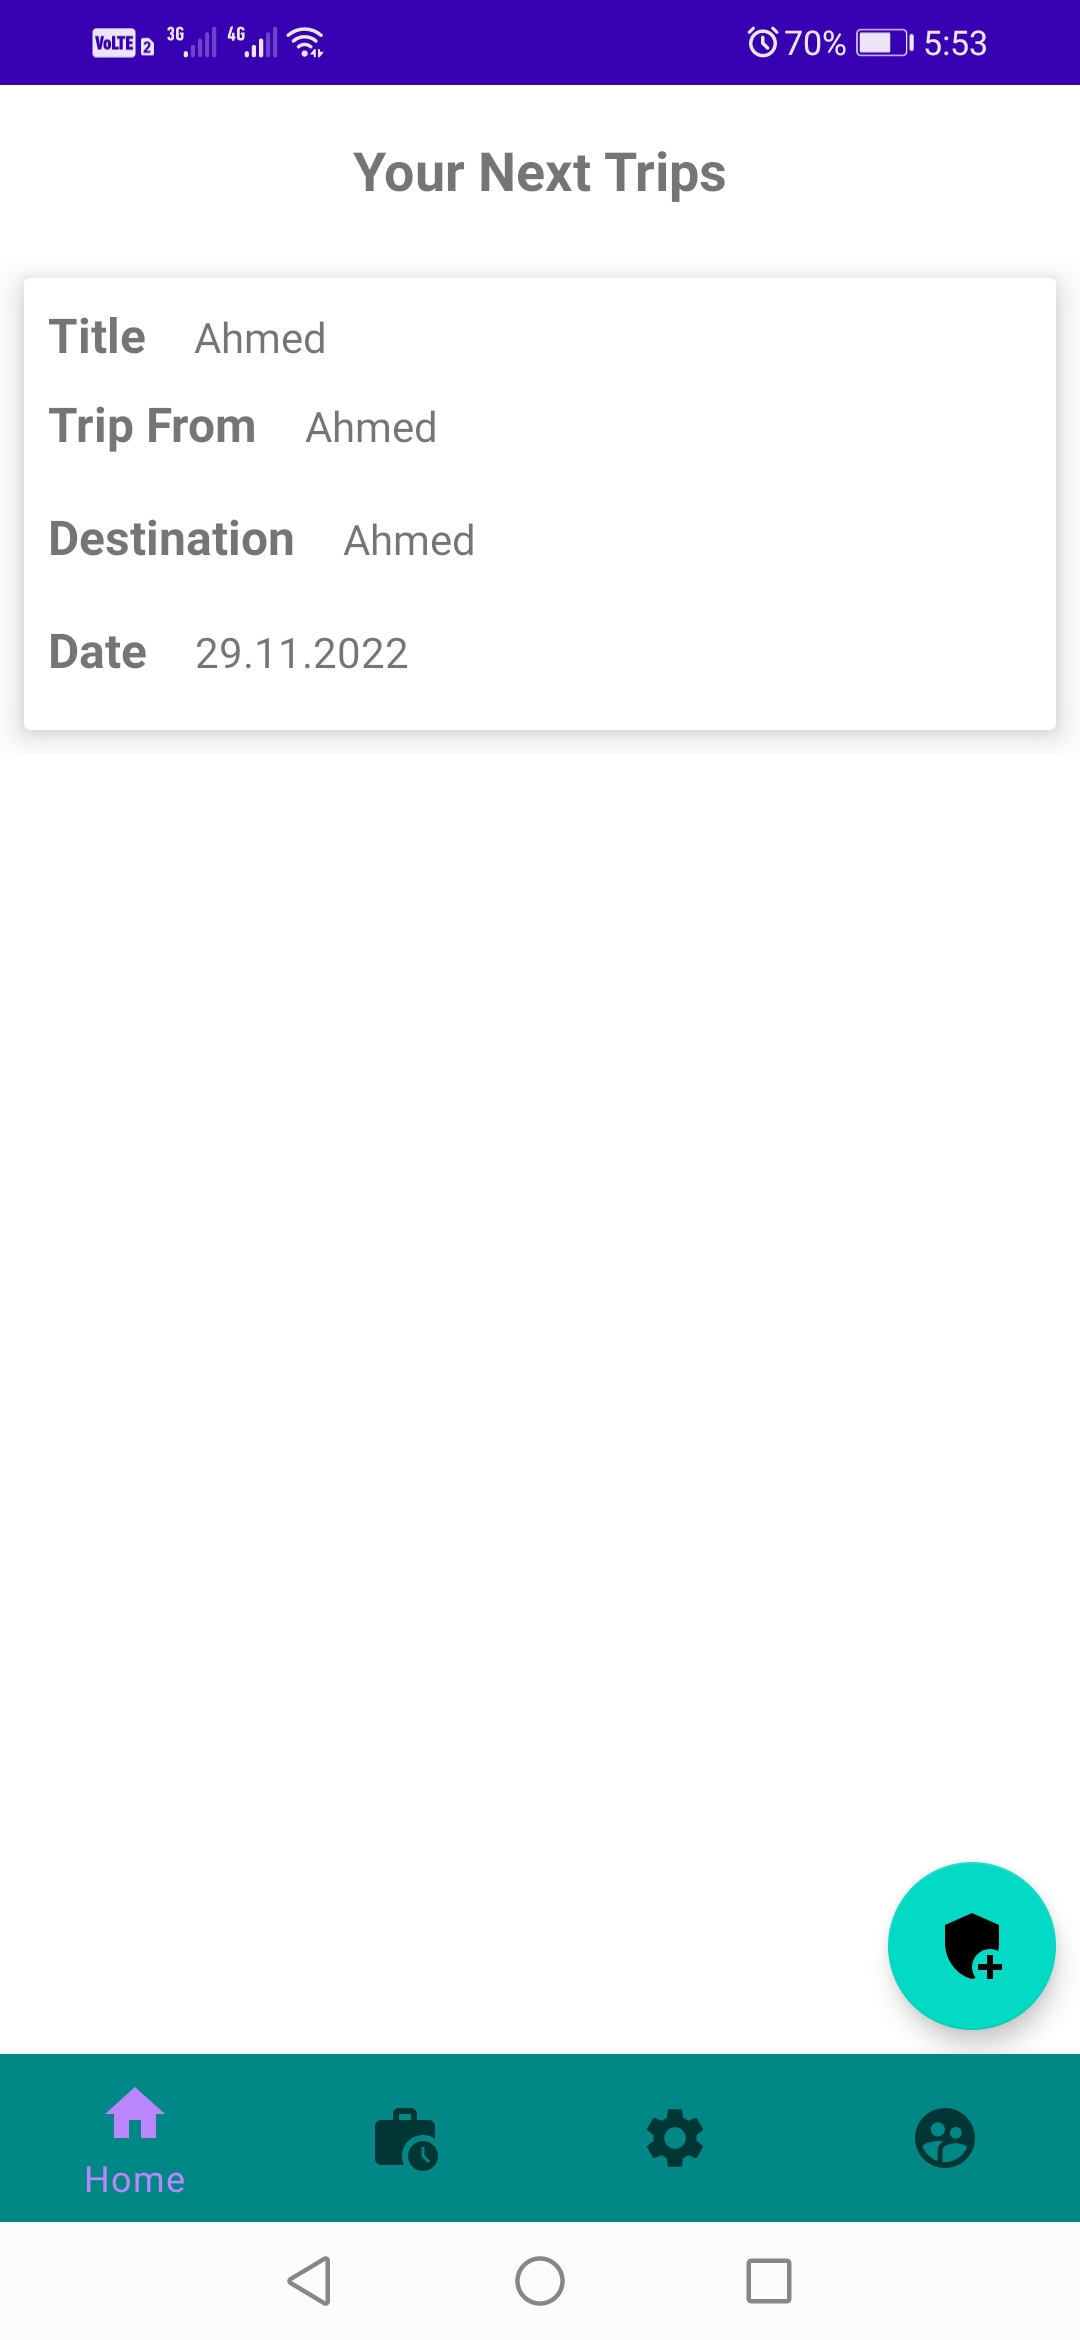 VoLTE 2 3G 4G 70% 5:53
Your Next Trips
Title Ahmed
Trip From Ahmed
Destination Ahmed
Date 29.11.2022
Home